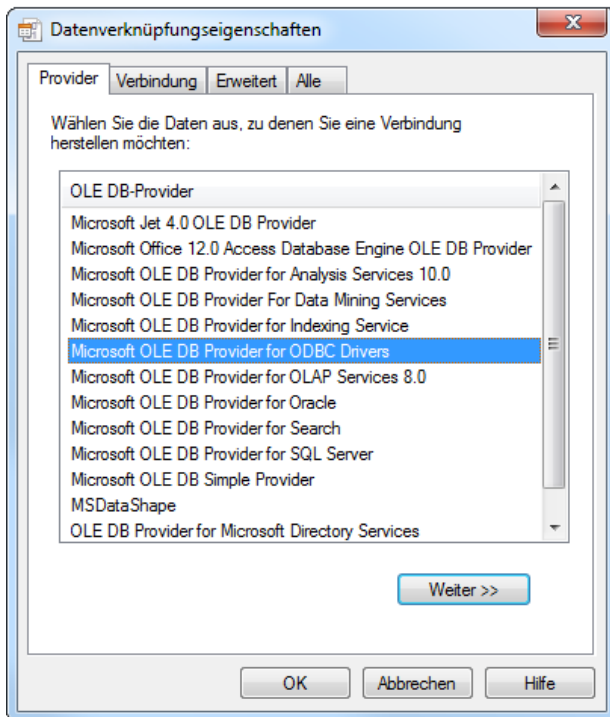 Datenverknüpfungseigenschaften
Provider Verbindung Erweitert Alle
Wählen Sie die Daten aus, zu denen Sie eine Verbindung
herstellen möchten:
OLE DB-Provider
Microsoft Jet 4.0 OLE DB Provider
Microsoft Office 12.0 Access Database Engine OLE DB Provider
Microsoft OLE DB Provider for Analysis Services 10.0
Microsoft OLE DB Provider For Data Mining Services
Microsoft OLE DB Provider for Indexing Service
Microsoft OLE DB Provider for ODBC Drivers
Microsoft OLE DB Provider for OLAP Services 8.0
Microsoft OLE DB Provider for Oracle
Microsoft OLE DB Provider for Search
Microsoft OLE DB Provider for SQL Server
Microsoft OLE DB Simple Provider
MSDataShape
OLE DB Provider for Microsoft Directory Services
Weiter >>
OK Abbrechen Hilfe